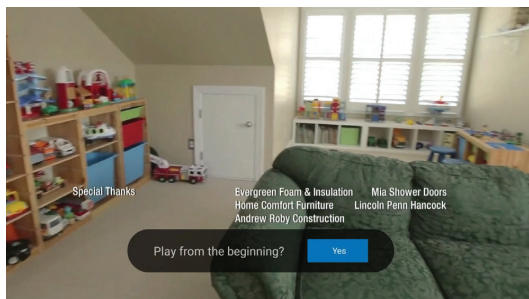 Special Thanks
Evergreen Foam & Insulation Mia Shower Doors
Home Comfort Furniture Lincoln Penn Hancock
Andrew Roby Construction
Play from the beginning? Yes